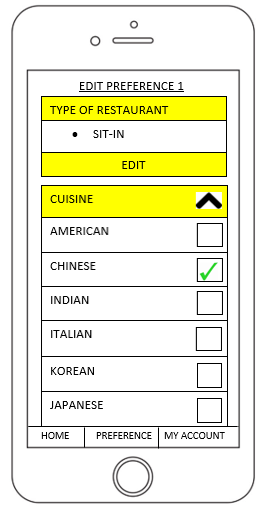 EDIT PREFERENCE 1
TYPE OF RESTAURANT
• SIT-IN
EDIT
CUISINE
AMERICAN
CHINESE
INDIAN
ITALIAN
KOREAN
JAPANESE
HOME PREFERENCE MY ACCOUNT